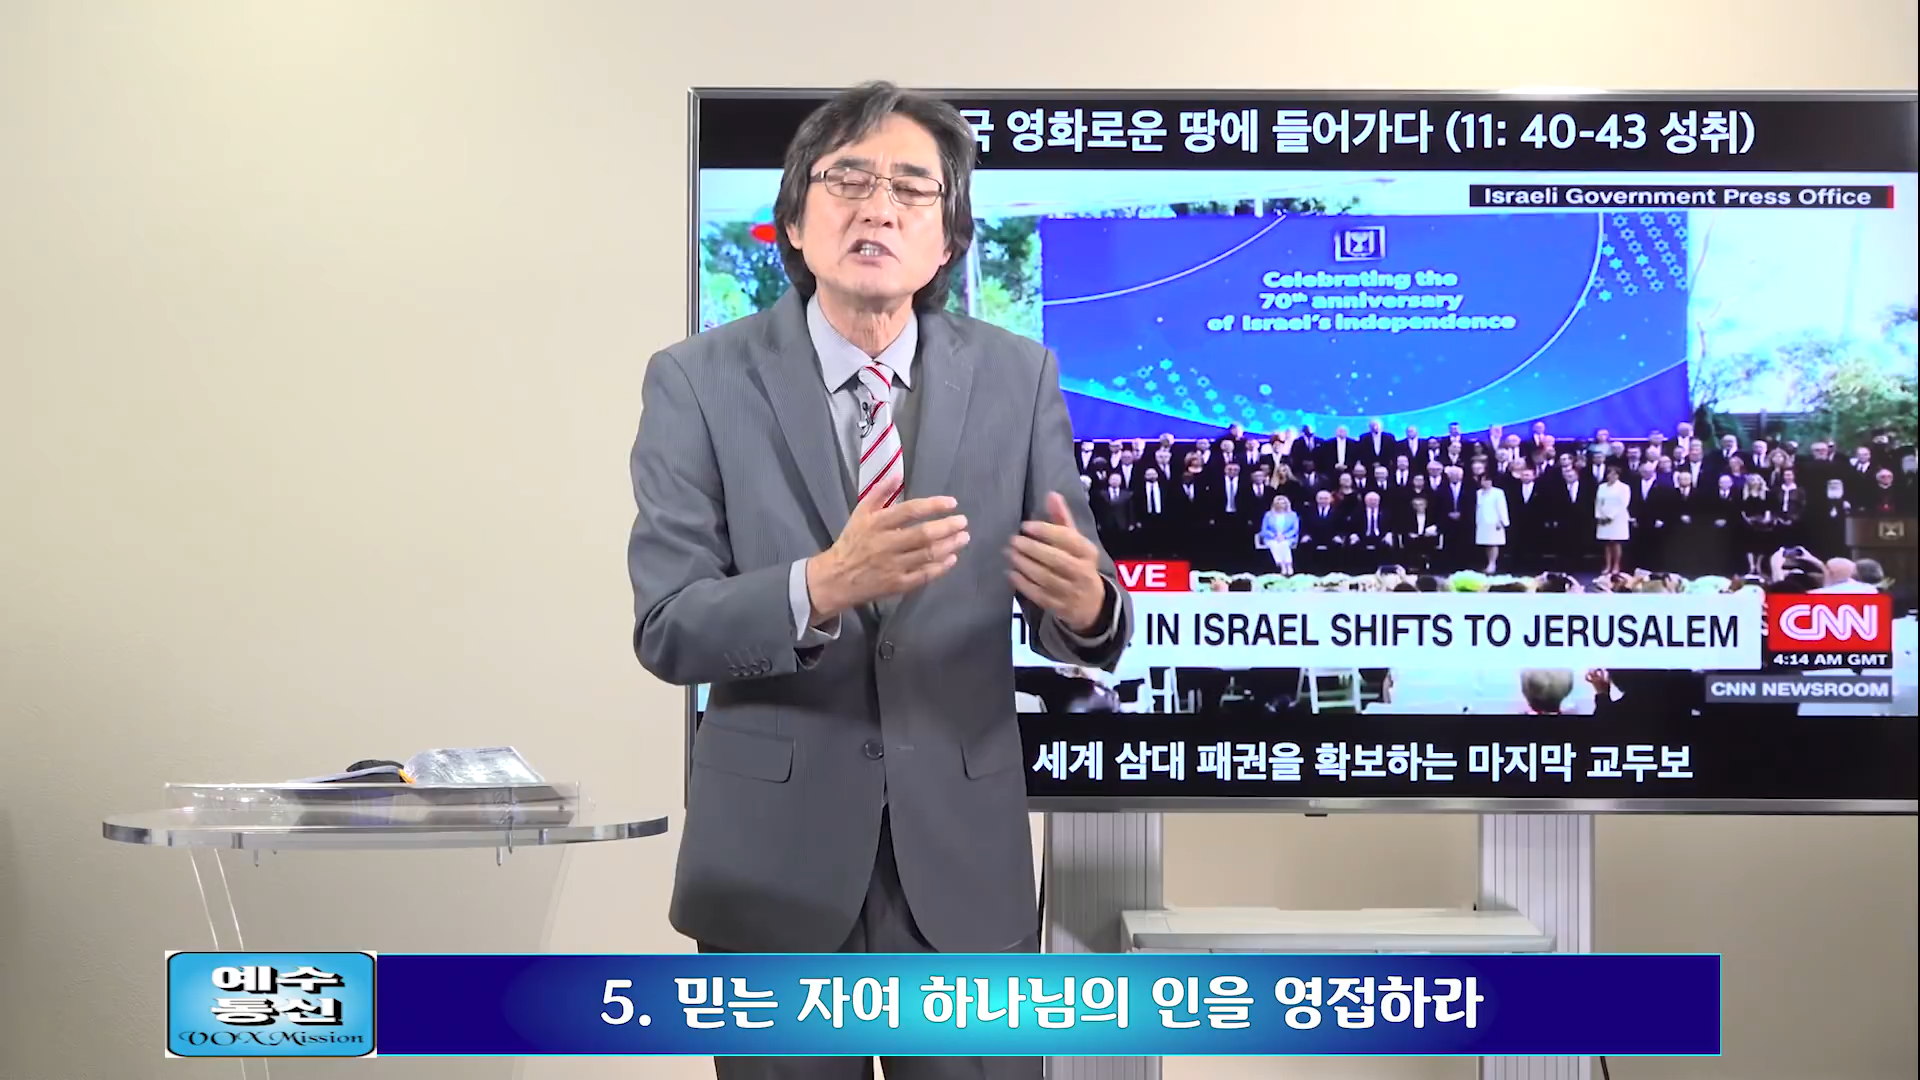 국 영화로운 땅에 들어가다 (11: 40-43 성취)
Israeli Government Press Office
Celebrating the
70th anniversary
of Israel's independence
VE
IN ISRAEL SHIFTS TO JERUSALEM
CNN
4:14 AM GMT
CNN NEWSROOM
세계 삼대 패권을 확보하는 마지막 교두보
예수
통신
VOX Mission
5. 믿는 자여 하나님의 인을 영접하라